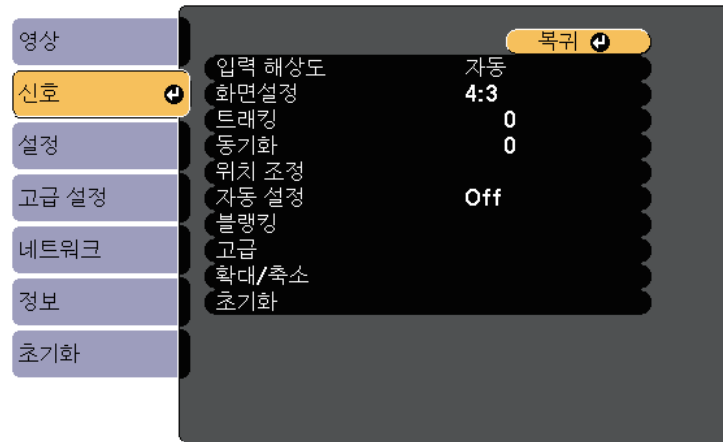 영상
신호
설정
고급 설정
네트워크
정보
초기화
복귀
입력 해상도 자동
화면설정 4:3
트래킹 0
동기화 0
위치 조정
자동 설정 Off
블랭킹
고급
확대/축소
초기화